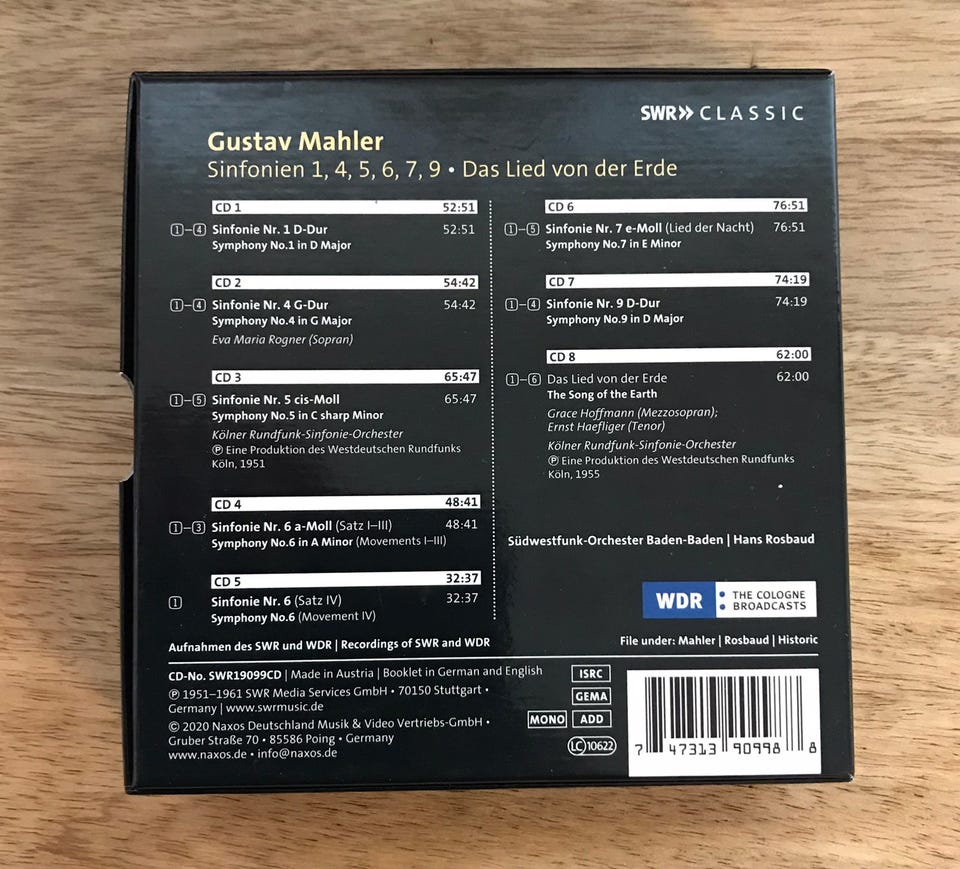 SWR» CLASSIC
Gustav Mahler
Sinfonien 1, 4, 5, 6, 7, 9 • Das Lied von der Erde
CD 1 52:51
1–4 Sinfonie Nr. 1 D-Dur 52:51
Symphony No.1 in D Major
CD 2 54:42
1–4 Sinfonie Nr. 4 G-Dur 54:42
Symphony No.4 in G Major
Eva Maria Rogner (Sopran)
CD 3 65:47
1–5 Sinfonie Nr. 5 cis-Moll 65:47
Symphony No.5 in C sharp Minor
Kölner Rundfunk-Sinfonie-Orchester
℗ Eine Produktion des Westdeutschen Rundfunks
Köln, 1951
CD 4 48:41
1–3 Sinfonie Nr. 6 a-Moll (Satz I–III) 48:41
Symphony No.6 in A Minor (Movements I–III)
CD 5 32:37
1 Sinfonie Nr. 6 (Satz IV) 32:37
Symphony No.6 (Movement IV)
CD 6 76:51
1–5 Sinfonie Nr. 7 e-Moll (Lied der Nacht) 76:51
Symphony No.7 in E Minor
CD 7 74:19
1–4 Sinfonie Nr. 9 D-Dur 74:19
Symphony No.9 in D Major
CD 8 62:00
1–6 Das Lied von der Erde 62:00
The Song of the Earth
Grace Hoffmann (Mezzosopran);
Ernst Haefliger (Tenor)
Kölner Rundfunk-Sinfonie-Orchester
℗ Eine Produktion des Westdeutschen Rundfunks
Köln, 1955
Südwestfunk-Orchester Baden-Baden | Hans Rosbaud
WDR : THE COLOGNE
BROADCASTS
Aufnahmen des SWR und WDR | Recordings of SWR and WDR
File under: Mahler | Rosbaud | Historic
CD-No. SWR19099CD | Made in Austria | Booklet in German and English
℗ 1951–1961 SWR Media Services GmbH • 70150 Stuttgart •
Germany | www.swrmusic.de
© 2020 Naxos Deutschland Musik & Video Vertriebs-GmbH •
Gruber Straße 70 • 85586 Poing • Germany
www.naxos.de • info@naxos.de
ISRC
GEMA
MONO ADD
LC 10622
7 47313 90998 8